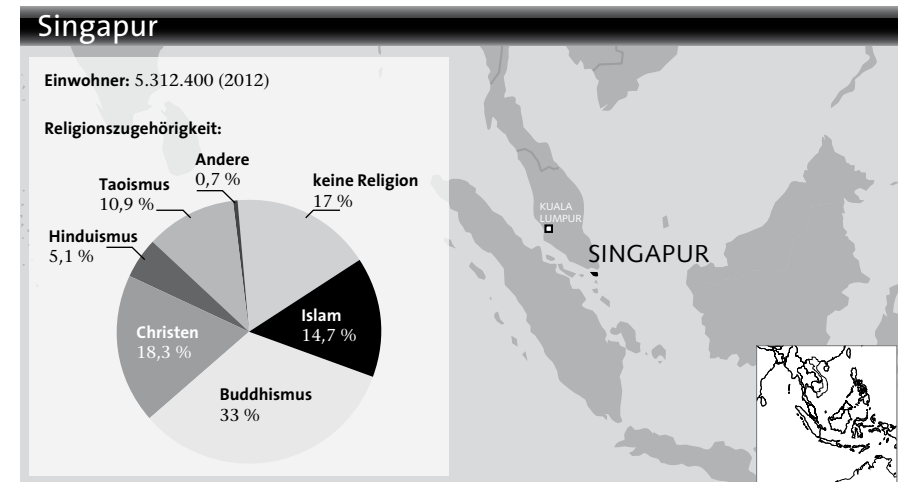 Singapur
Einwohner: 5.312.400 (2012)
Religionszugehörigkeit:
Andere
0,7 %
keine Religion
17 %
Taoismus
10,9 %
Hinduismus
5,1 %
Christen
18,3 %
Islam
14,7 %
Buddhismus
33 %
KUALA
LUMPUR
SINGAPUR